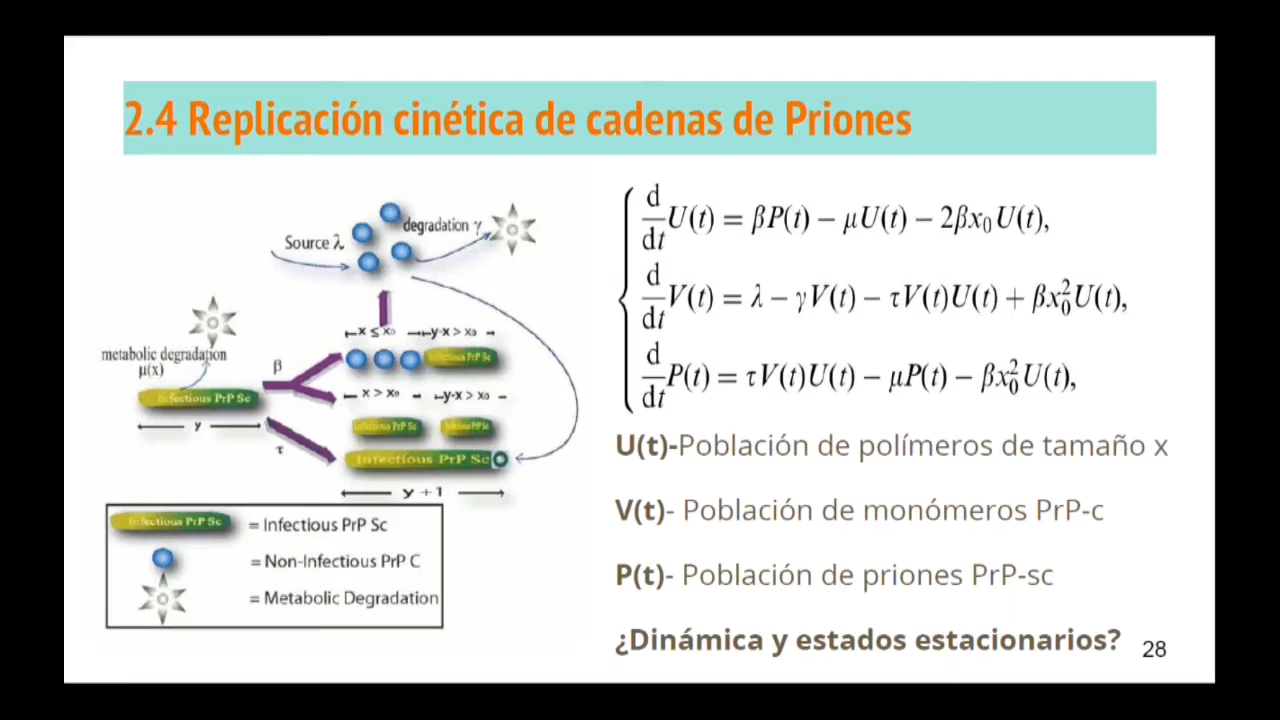 2.4 Replicación cinética de cadenas de Priones
degradation γ
Source λ
metabolic degradation
μ(x)
β
x ≤ x₀
y-x > x₀
Infectious PrP Sc
Infectious PrP Sc
x > x₀
y-x > x₀
y
τ
Infectious PrP Sc
Infectious PrP Sc
Infectious PrP Sc
y + 1
Infectious PrP Sc
= Infectious PrP Sc
= Non-Infectious PrP C
= Metabolic Degradation
d/dt U(t) = βP(t) − μU(t) − 2βx₀U(t),
d/dt V(t) = λ − γV(t) − τV(t)U(t) + βx₀²U(t),
d/dt P(t) = τV(t)U(t) − μP(t) − βx₀²U(t),
U(t)-Población de polímeros de tamaño x
V(t)- Población de monómeros PrP-c
P(t)- Población de priones PrP-sc
¿Dinámica y estados estacionarios?
28